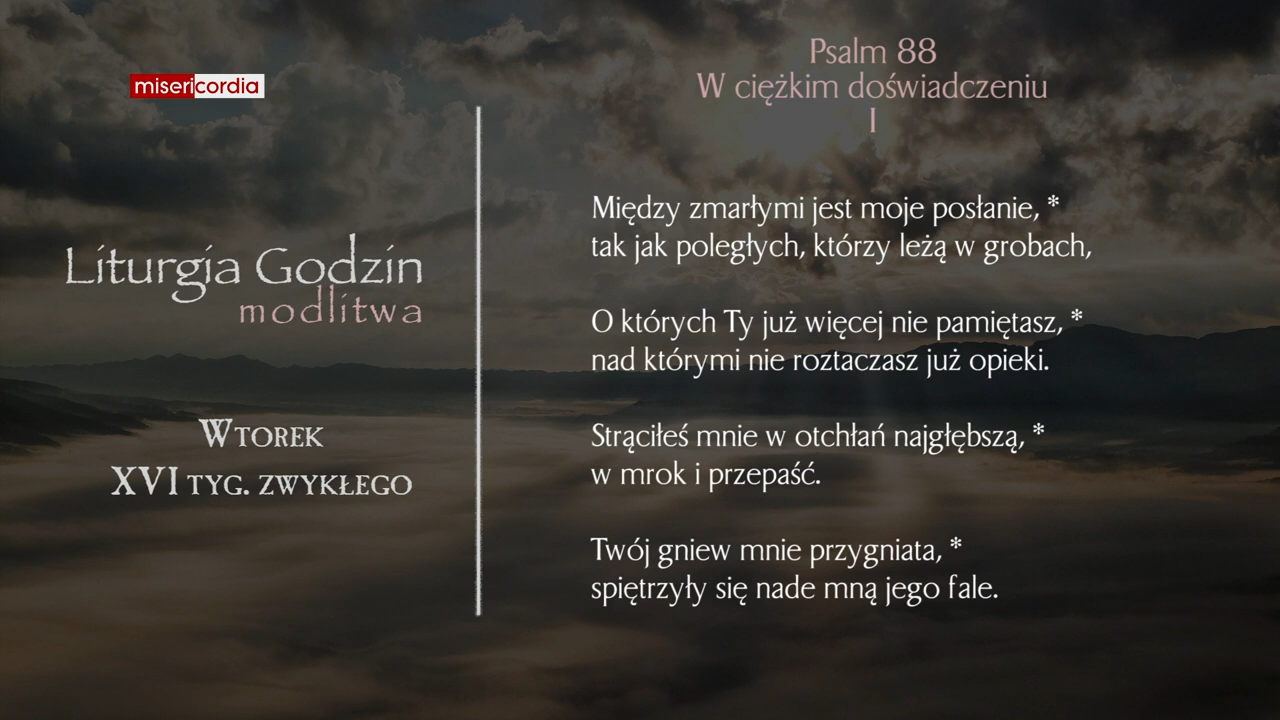 misericordia
Liturgia Godzin
modlitwa
Wtorek
XVI tyg. zwykłego
Psalm 88
W ciężkim doświadczeniu
I
Między zmarłymi jest moje posłanie, *
tak jak poległych, którzy leżą w grobach,
O których Ty już więcej nie pamiętasz, *
nad którymi nie roztaczasz już opieki.
Strąciłeś mnie w otchłań najgłębszą, *
w mrok i przepaść.
Twój gniew mnie przygniata, *
spiętrzyły się nade mną jego fale.